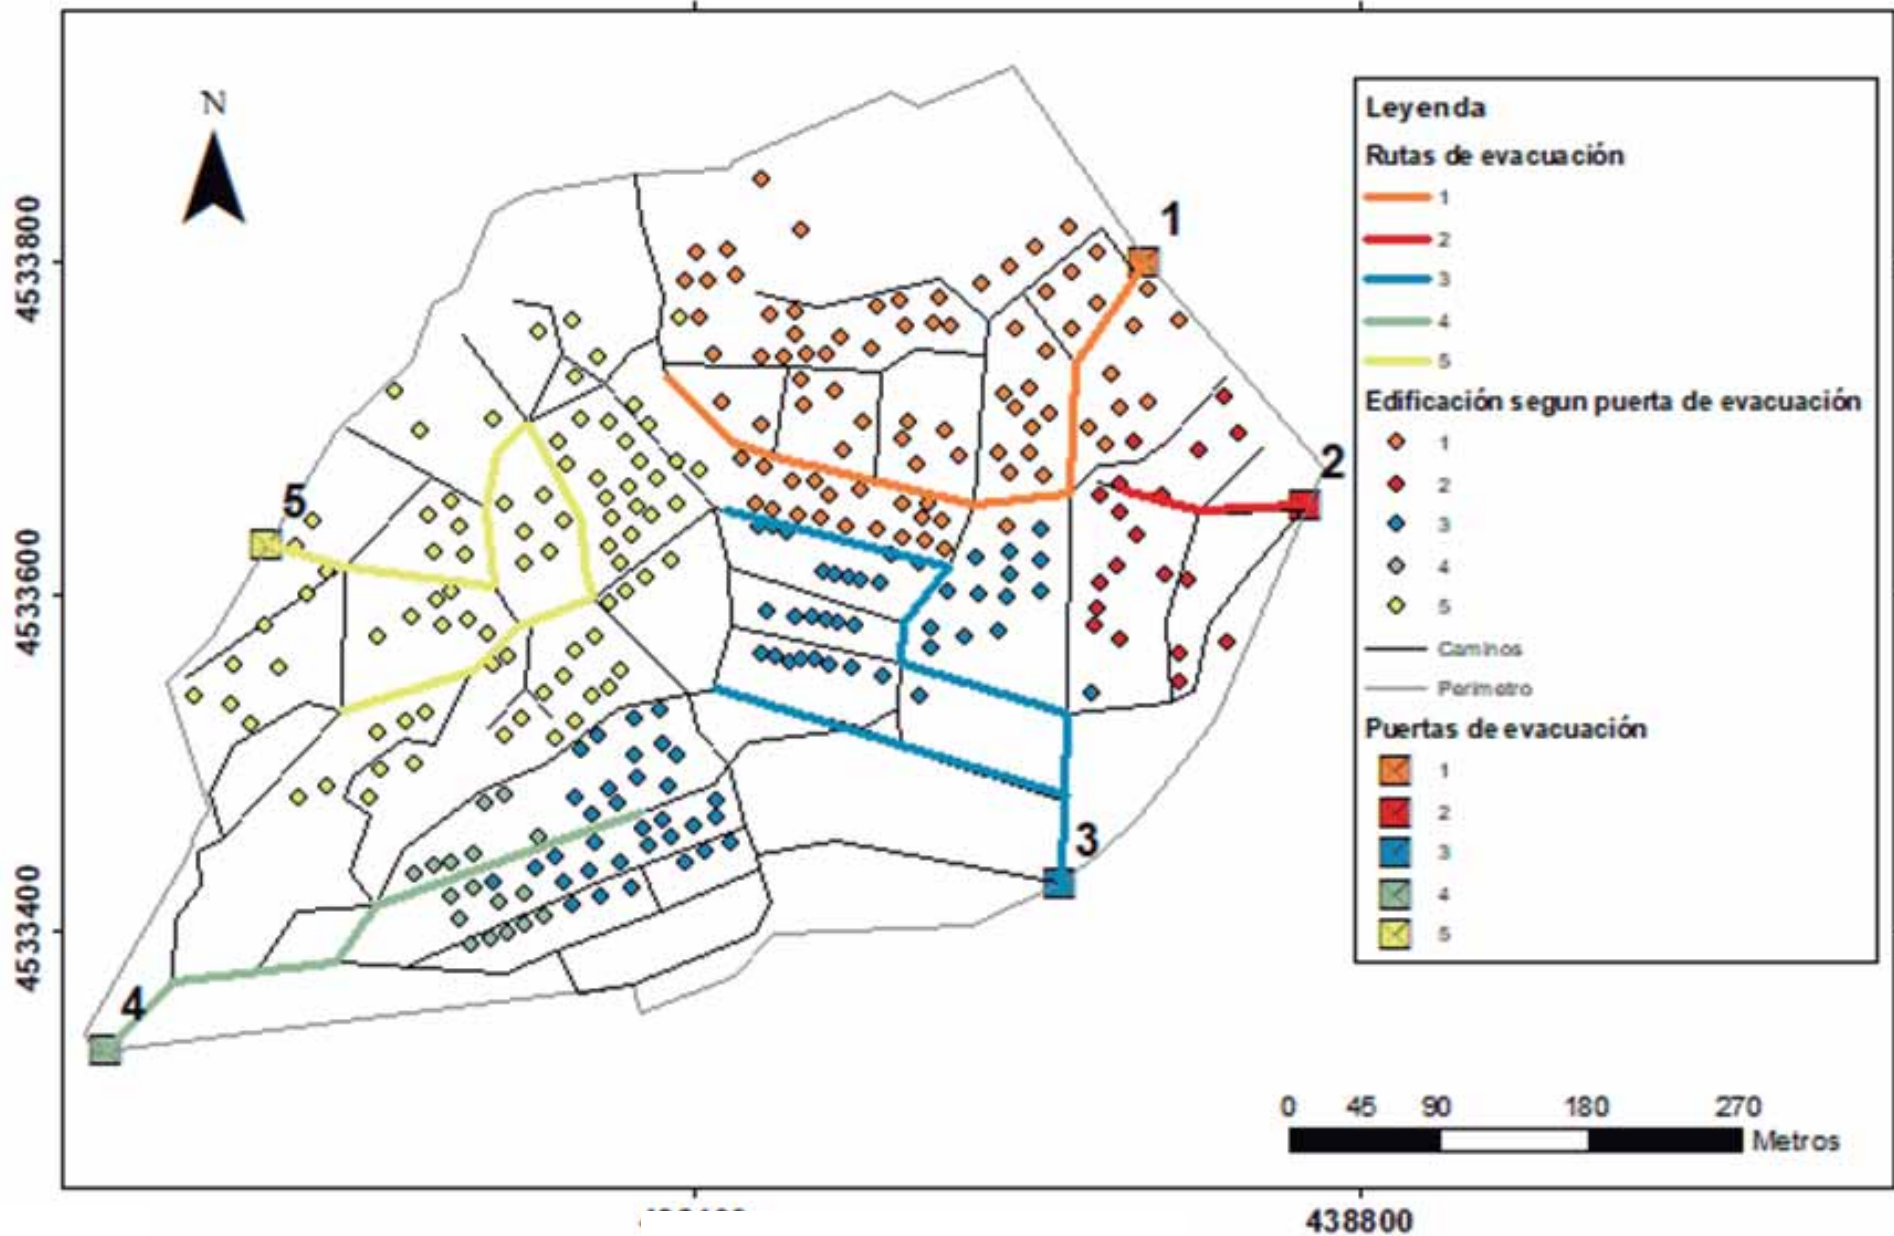 N
1
2
3
4
5
4533800
4533600
4533400
438800
Leyenda
Rutas de evacuación
1
2
3
4
5
Edificación segun puerta de evacuación
1
2
3
4
5
Caminos
Perimetro
Puertas de evacuación
1
2
3
4
5
0 45 90 180 270
Metros